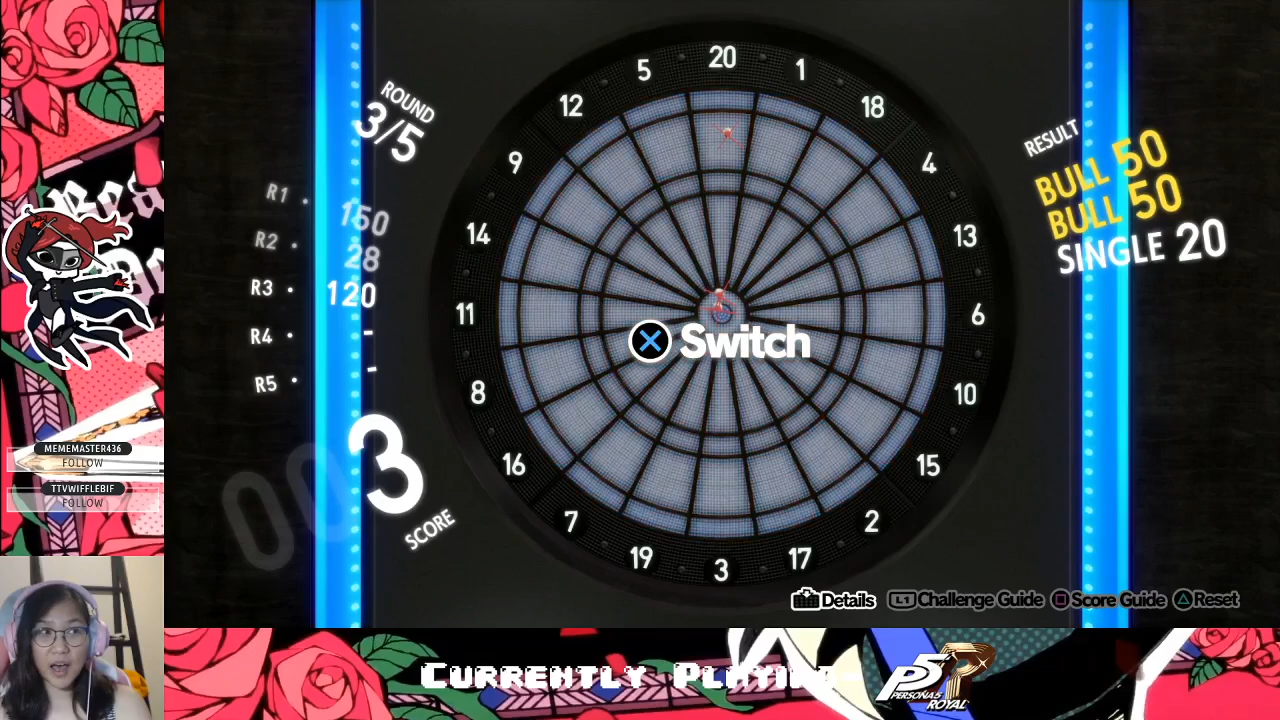 5 20 1
12 18
9 4
14 13
11 6
8 10
16 15
7 2
19 3 17
ROUND
3/5
R1 150
R2 28
R3 120
R4 -
R5 -
0003
SCORE
RESULT
BULL 50
BULL 50
SINGLE 20
Switch
Details L1 Challenge Guide Score Guide Reset
MEMEMASTER436
FOLLOW
TTVWIFFLEBIF
FOLLOW
CURRENTLY PLAYING
P5R
PERSONA5
ROYAL